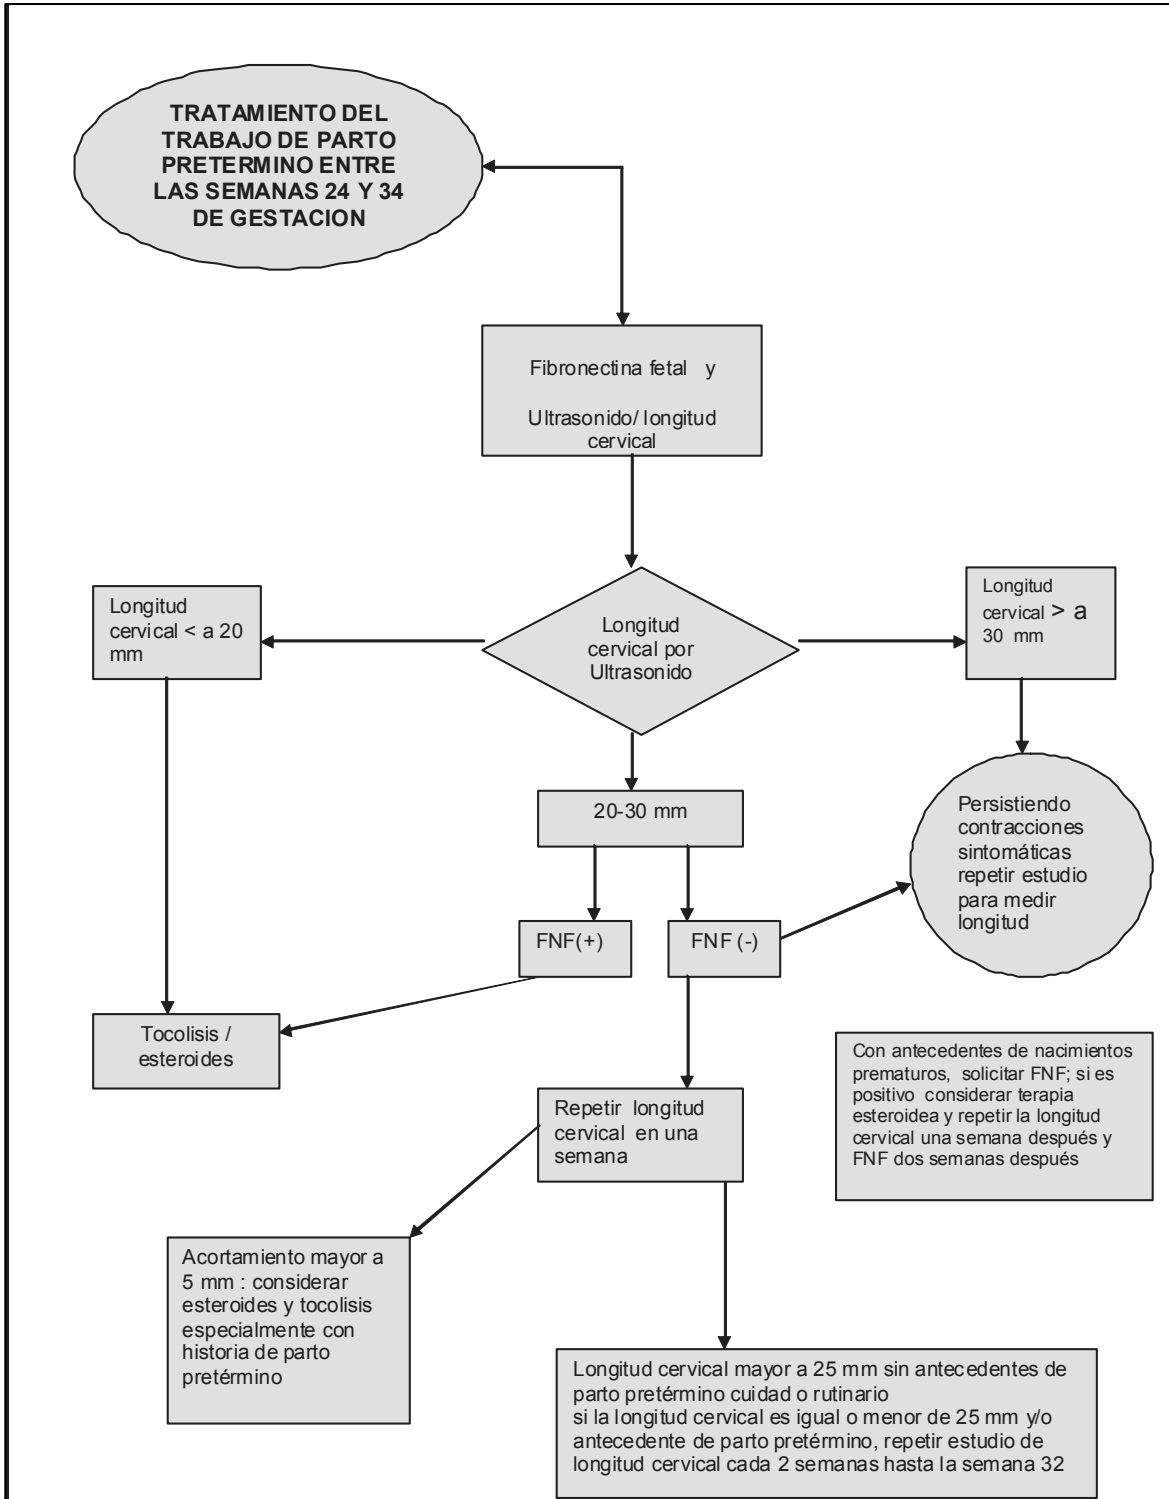 TRATAMIENTO DEL
TRABAJO DE PARTO
PRETERMINO ENTRE
LAS SEMANAS 24 Y 34
DE GESTACION
Fibronectina fetal y
Ultrasonido/ longitud
cervical
Longitud
cervical < a 20
mm
Longitud
cervical por
Ultrasonido
Longitud
cervical > a
30 mm
20-30 mm
Persistiendo
contracciones
sintomáticas
repetir estudio
para medir
longitud
FNF(+)
FNF (-)
Tocolisis /
esteroides
Con antecedentes de nacimientos
prematuros, solicitar FNF; si es
positivo considerar terapia
esteroidea y repetir la longitud
cervical una semana después y
FNF dos semanas después
Repetir longitud
cervical en una
semana
Acortamiento mayor a
5 mm : considerar
esteroides y tocolisis
especialmente con
historia de parto
pretérmino
Longitud cervical mayor a 25 mm sin antecedentes de
parto pretérmino cuidad o rutinario
si la longitud cervical es igual o menor de 25 mm y/o
antecedente de parto pretérmino, repetir estudio de
longitud cervical cada 2 semanas hasta la semana 32